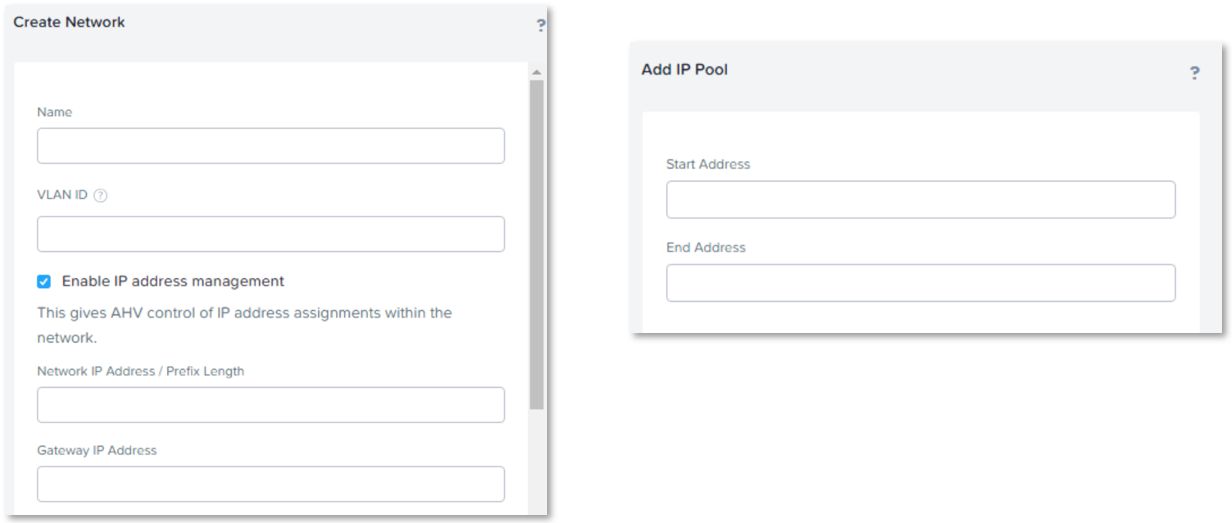 Create Network
?
Name
VLAN ID ?
Enable IP address management
This gives AHV control of IP address assignments within the
network.
Network IP Address / Prefix Length
Gateway IP Address
Add IP Pool
?
Start Address
End Address